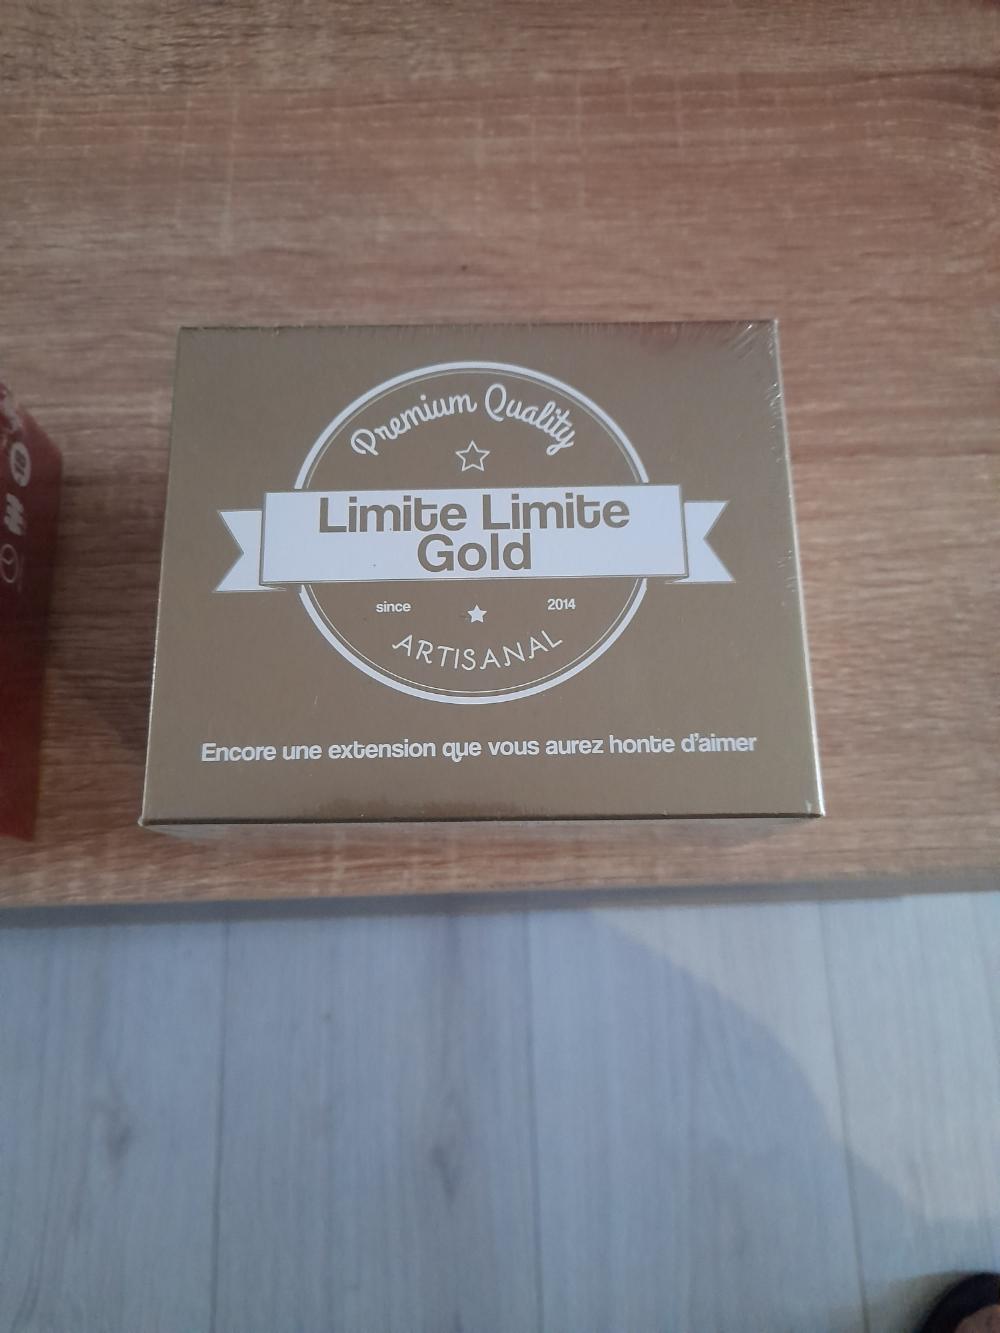 Premium Quality
Limite Limite
Gold
since 2014
ARTISANAL
Encore une extension que vous aurez honte d'aimer